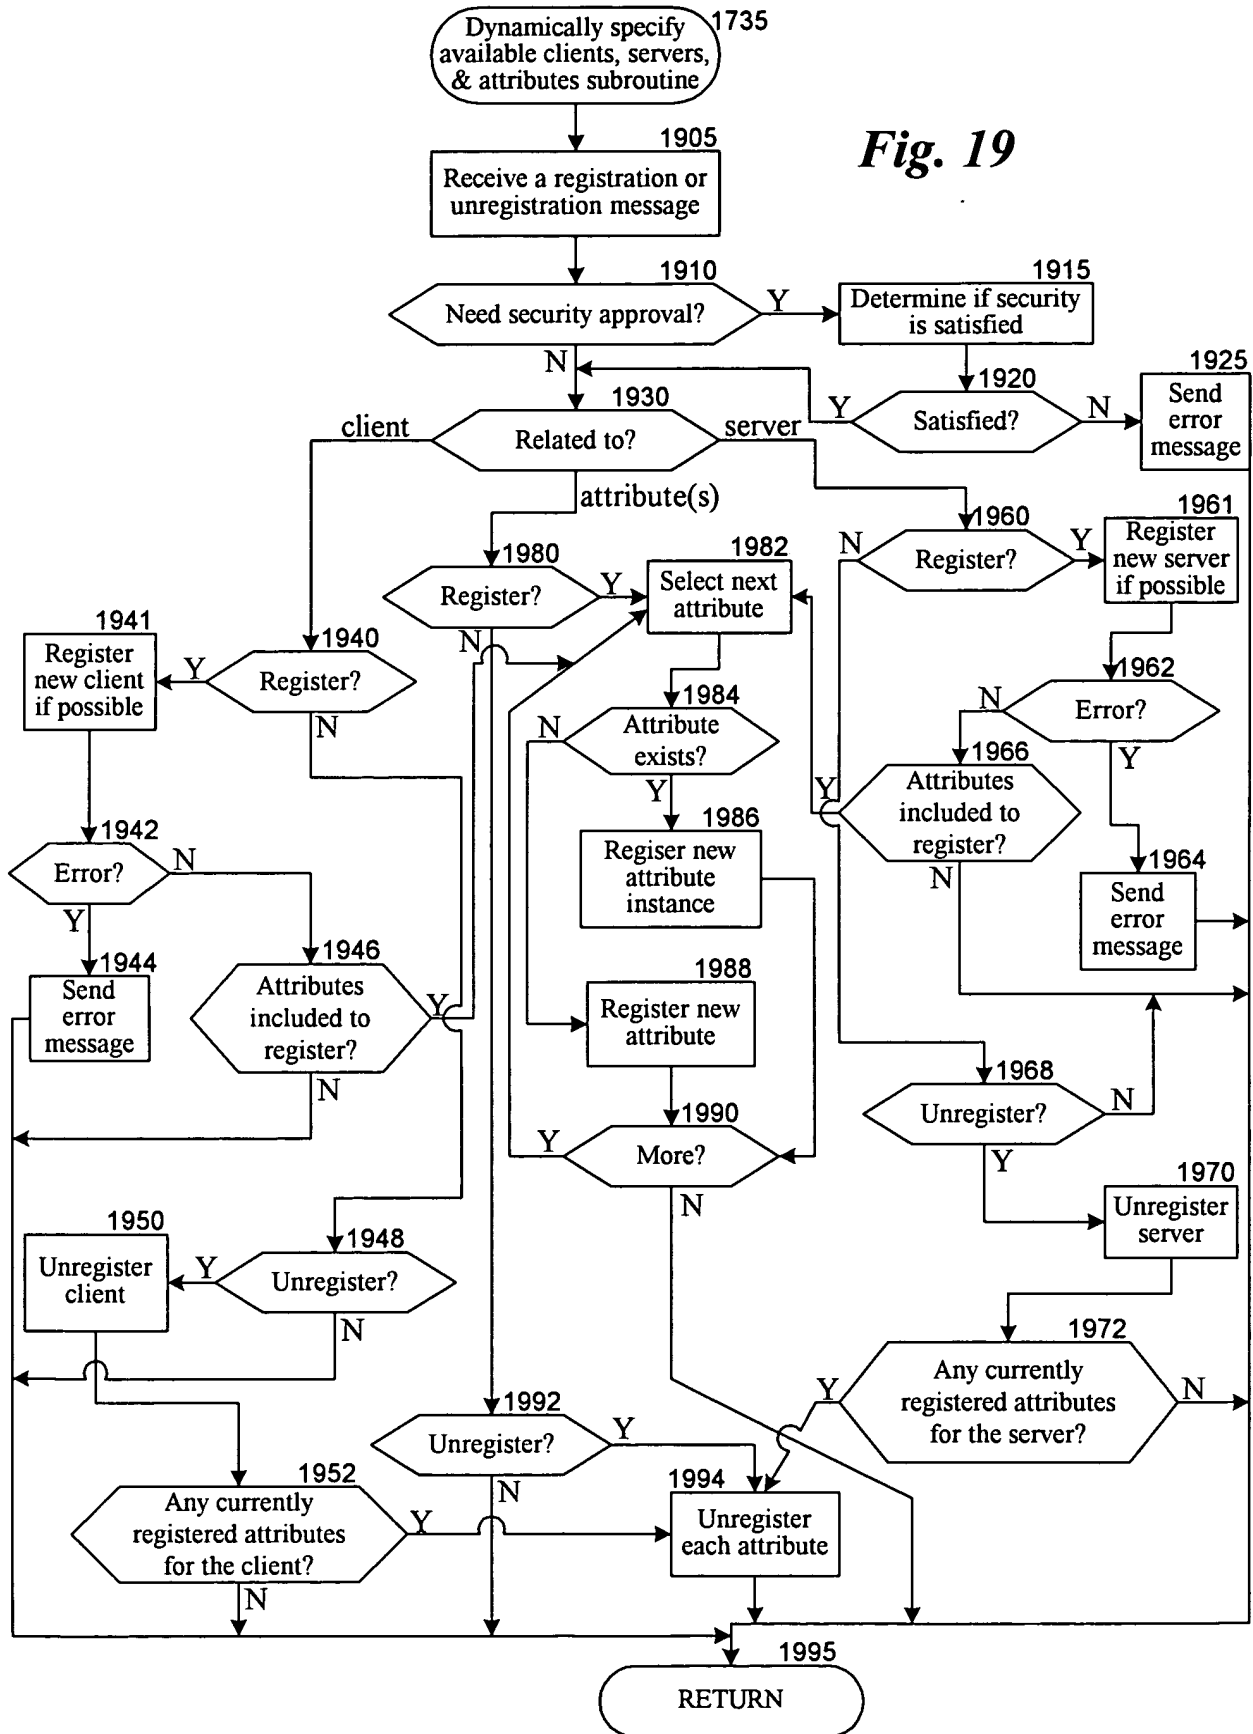 Dynamically specify
available clients, servers,
& attributes subroutine
1735
Fig. 19
1905
Receive a registration or
unregistration message
1910
Need security approval?
Y
N
1915
Determine if security
is satisfied
1920
Satisfied?
Y
N
1925
Send
error
message
1930
Related to?
client
server
attribute(s)
1960
Register?
N
Y
1961
Register
new server
if possible
1980
Register?
Y
N
1982
Select next
attribute
1941
Register
new client
if possible
1940
Register?
Y
N
1962
Error?
N
Y
1984
Attribute
exists?
N
Y
1966
Attributes
included to
register?
Y
N
1986
Regiser new
attribute
instance
1942
Error?
N
Y
1964
Send
error
message
1944
Send
error
message
1946
Attributes
included to
register?
Y
N
1988
Register new
attribute
1968
Unregister?
N
Y
1990
More?
Y
N
1970
Unregister
server
1950
Unregister
client
1948
Unregister?
Y
N
1972
Any currently
registered attributes
for the server?
Y
N
1992
Unregister?
Y
N
1952
Any currently
registered attributes
for the client?
Y
N
1994
Unregister
each attribute
1995
RETURN